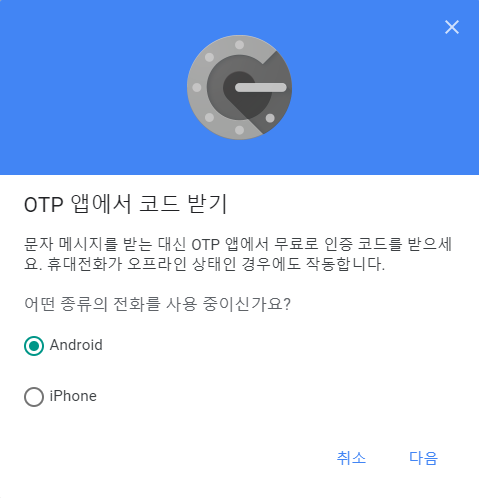 OTP 앱에서 코드 받기
문자 메시지를 받는 대신 OTP 앱에서 무료로 인증 코드를 받으세
요. 휴대전화가 오프라인 상태인 경우에도 작동합니다.
어떤 종류의 전화를 사용 중이신가요?
Android
iPhone
취소 다음